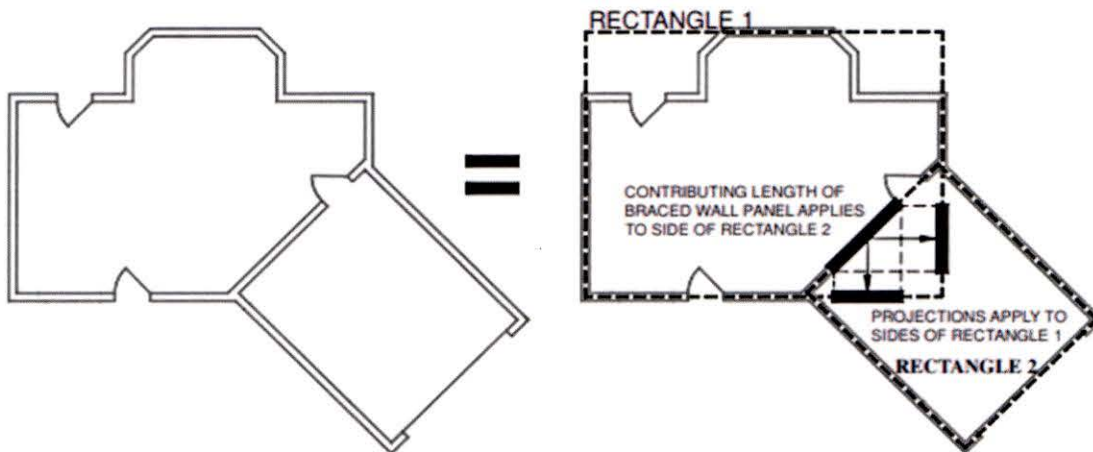 RECTANGLE 1
CONTRIBUTING LENGTH OF
BRACED WALL PANEL APPLIES
TO SIDE OF RECTANGLE 2
PROJECTIONS APPLY TO
SIDES OF RECTANGLE 1
RECTANGLE 2